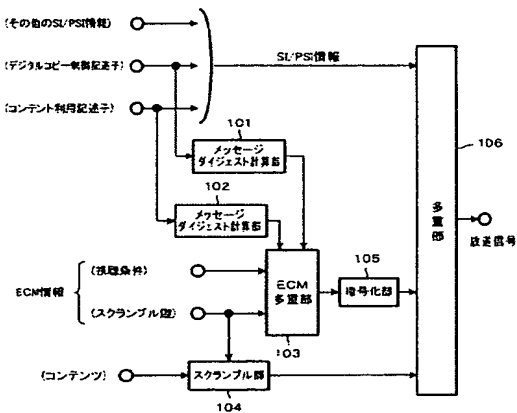 (その他のSI/PSI情報)
(デジタルコピー制御記述子)
SI/PSI情報
(コンテント利用記述子)
101
メッセージ
ダイジェスト計算部
106
102
メッセージ
ダイジェスト計算部
多重部
放送信号
ECM情報
(視聴条件)
(スクランブル鍵)
ECM
多重部
103
105
暗号化部
(コンテンツ)
スクランブル部
104